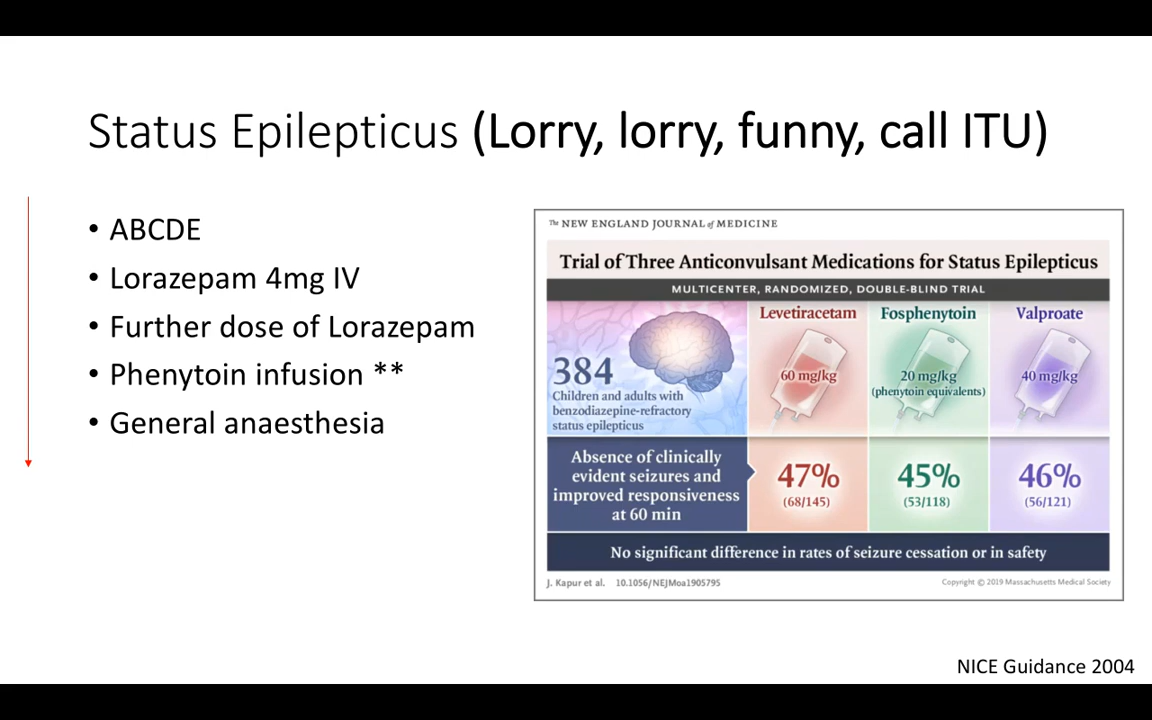 Status Epilepticus (Lorry, lorry, funny, call ITU)
• ABCDE
• Lorazepam 4mg IV
• Further dose of Lorazepam
• Phenytoin infusion **
• General anaesthesia
The NEW ENGLAND JOURNAL of MEDICINE
Trial of Three Anticonvulsant Medications for Status Epilepticus
MULTICENTER, RANDOMIZED, DOUBLE-BLIND TRIAL
384
Children and adults with
benzodiazepine-refractory
status epilepticus
Levetiracetam
60 mg/kg
Fosphenytoin
20 mg/kg
(phenytoin equivalents)
Valproate
40 mg/kg
Absence of clinically
evident seizures and
improved responsiveness
at 60 min
47%
(68/145)
45%
(53/118)
46%
(56/121)
No significant difference in rates of seizure cessation or in safety
J. Kapur et al. 10.1056/NEJMoa1905795
Copyright © 2019 Massachusetts Medical Society
NICE Guidance 2004